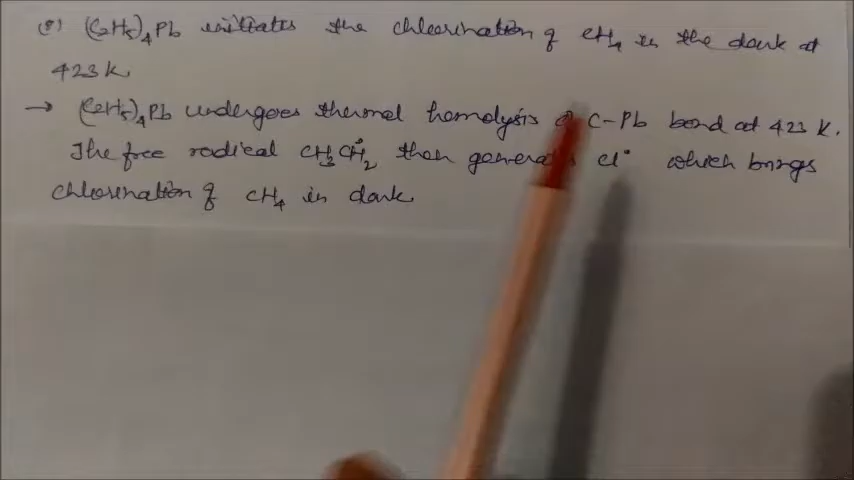 (8) (C2H5)4Pb initiates the chlorination of CH4 in the dark at
423 K.
→ (C2H5)4Pb undergoes thermal homolysis of C-Pb bond at 423 K.
The free radical CH3CH2• then generates Cl• which brings
chlorination of CH4 in dark.